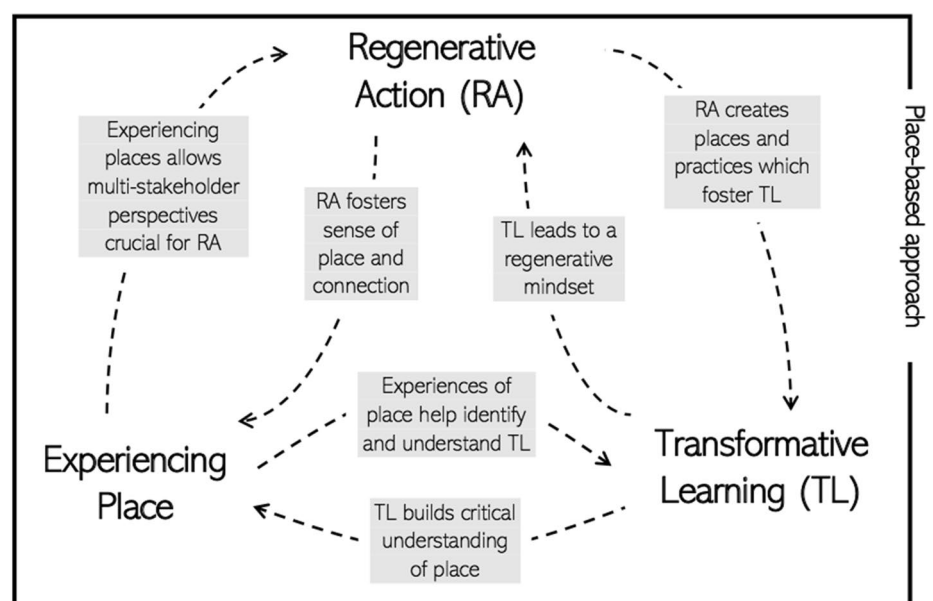 Regenerative
Action (RA)
Experiencing
places allows
multi-stakeholder
perspectives
crucial for RA
RA fosters
sense of
place and
connection
TL leads to a
regenerative
mindset
RA creates
places and
practices which
foster TL
Place-based approach
Experiences of
place help identify
and understand TL
Experiencing
Place
Transformative
Learning (TL)
TL builds critical
understanding
of place